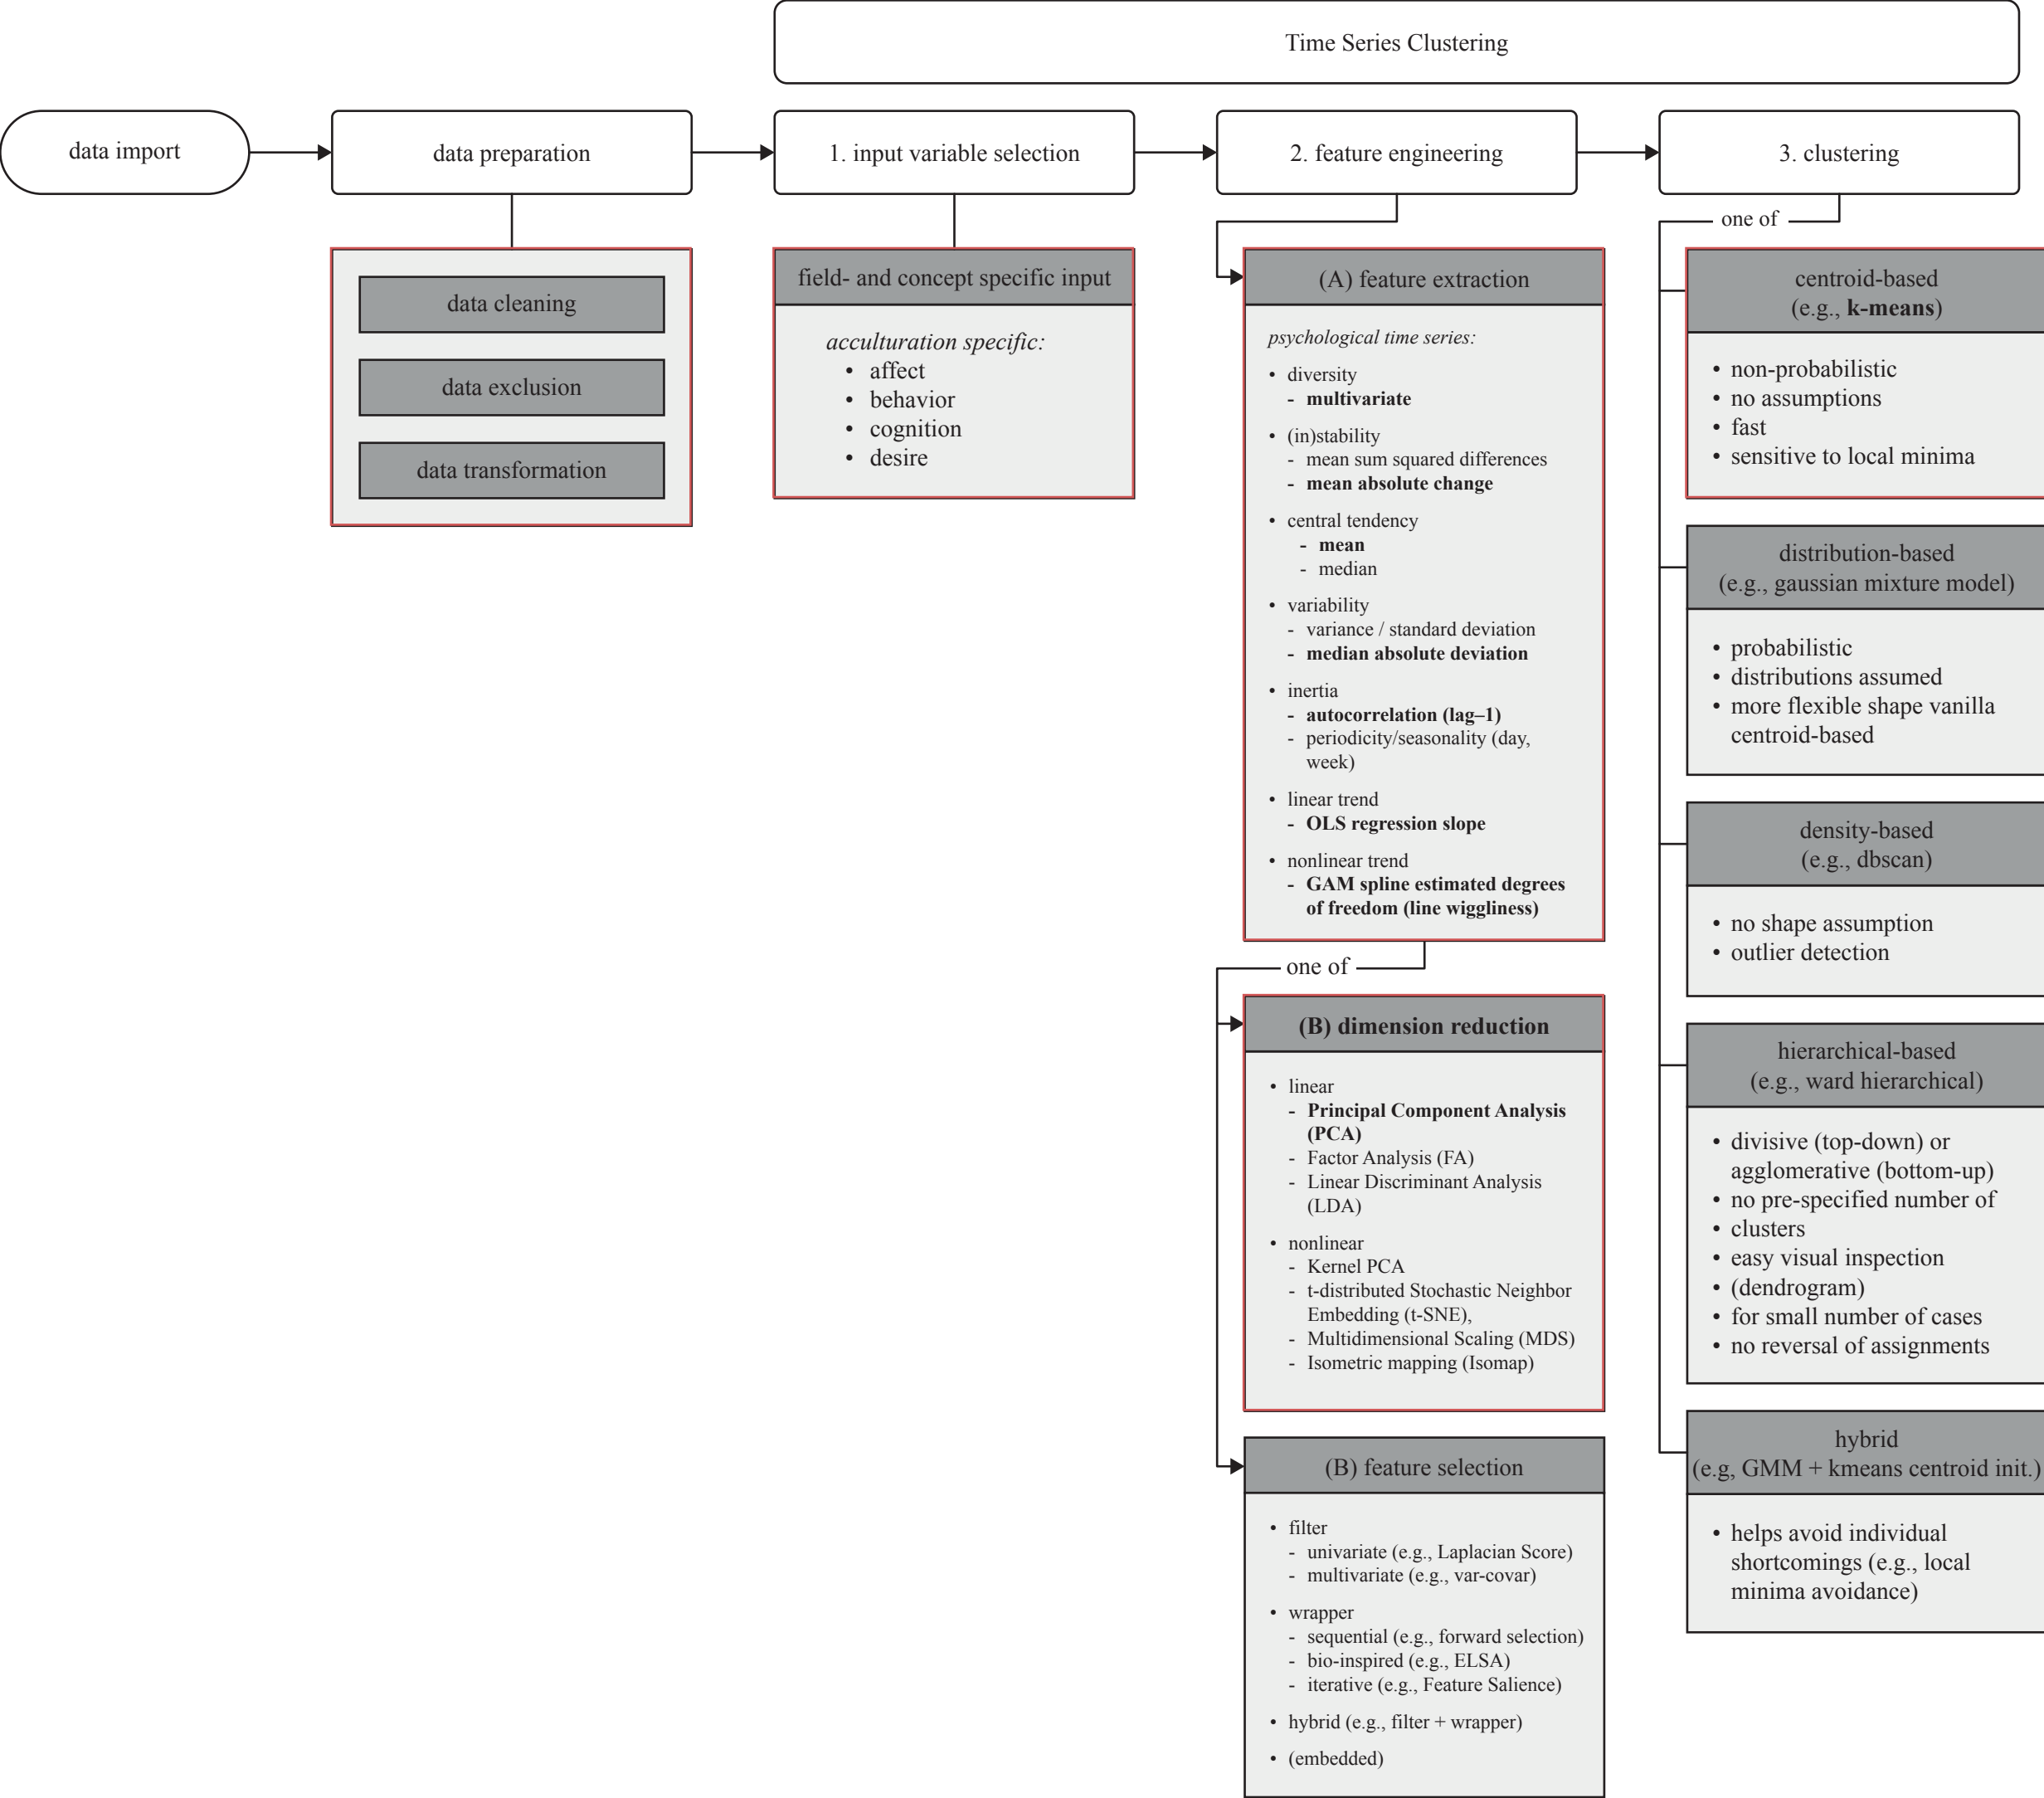 Time Series Clustering
data import
data preparation
1. input variable selection
2. feature engineering
3. clustering
data cleaning
data exclusion
data transformation
field- and concept specific input
acculturation specific:
• affect
• behavior
• cognition
• desire
(A) feature extraction
psychological time series:
• diversity
- multivariate
• (in)stability
- mean sum squared differences
- mean absolute change
• central tendency
- mean
- median
• variability
- variance / standard deviation
- median absolute deviation
• inertia
- autocorrelation (lag–1)
- periodicity/seasonality (day,
week)
• linear trend
- OLS regression slope
• nonlinear trend
- GAM spline estimated degrees
of freedom (line wiggliness)
one of
(B) dimension reduction
• linear
- Principal Component Analysis
(PCA)
- Factor Analysis (FA)
- Linear Discriminant Analysis
(LDA)
• nonlinear
- Kernel PCA
- t-distributed Stochastic Neighbor
Embedding (t-SNE),
- Multidimensional Scaling (MDS)
- Isometric mapping (Isomap)
(B) feature selection
• filter
- univariate (e.g., Laplacian Score)
- multivariate (e.g., var-covar)
• wrapper
- sequential (e.g., forward selection)
- bio-inspired (e.g., ELSA)
- iterative (e.g., Feature Salience)
• hybrid (e.g., filter + wrapper)
• (embedded)
one of
centroid-based
(e.g., k-means)
• non-probabilistic
• no assumptions
• fast
• sensitive to local minima
distribution-based
(e.g., gaussian mixture model)
• probabilistic
• distributions assumed
• more flexible shape vanilla
centroid-based
density-based
(e.g., dbscan)
• no shape assumption
• outlier detection
hierarchical-based
(e.g., ward hierarchical)
• divisive (top-down) or
agglomerative (bottom-up)
• no pre-specified number of
• clusters
• easy visual inspection
• (dendrogram)
• for small number of cases
• no reversal of assignments
hybrid
(e.g, GMM + kmeans centroid init.)
• helps avoid individual
shortcomings (e.g., local
minima avoidance)